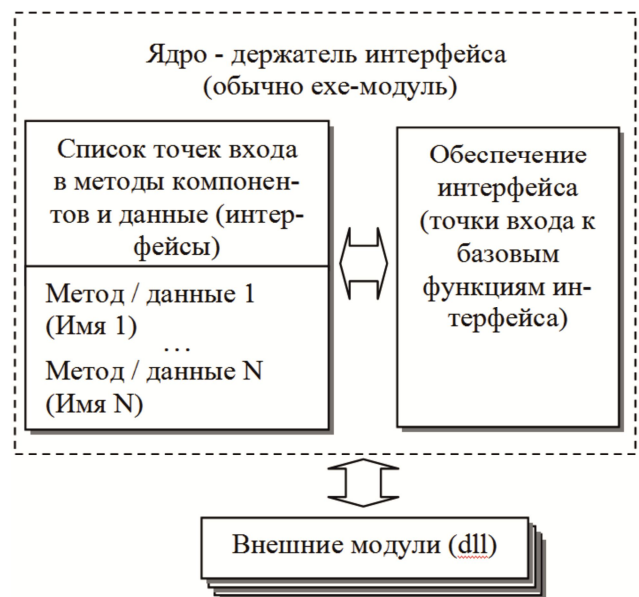 Ядро - держатель интерфейса
(обычно exe-модуль)
Список точек входа
в методы компонен-
тов и данные (интер-
фейсы)
Метод / данные 1
(Имя 1)
…
Метод / данные N
(Имя N)
Обеспечение
интерфейса
(точки входа к
базовым
функциям ин-
терфейса)
Внешние модули (dll)